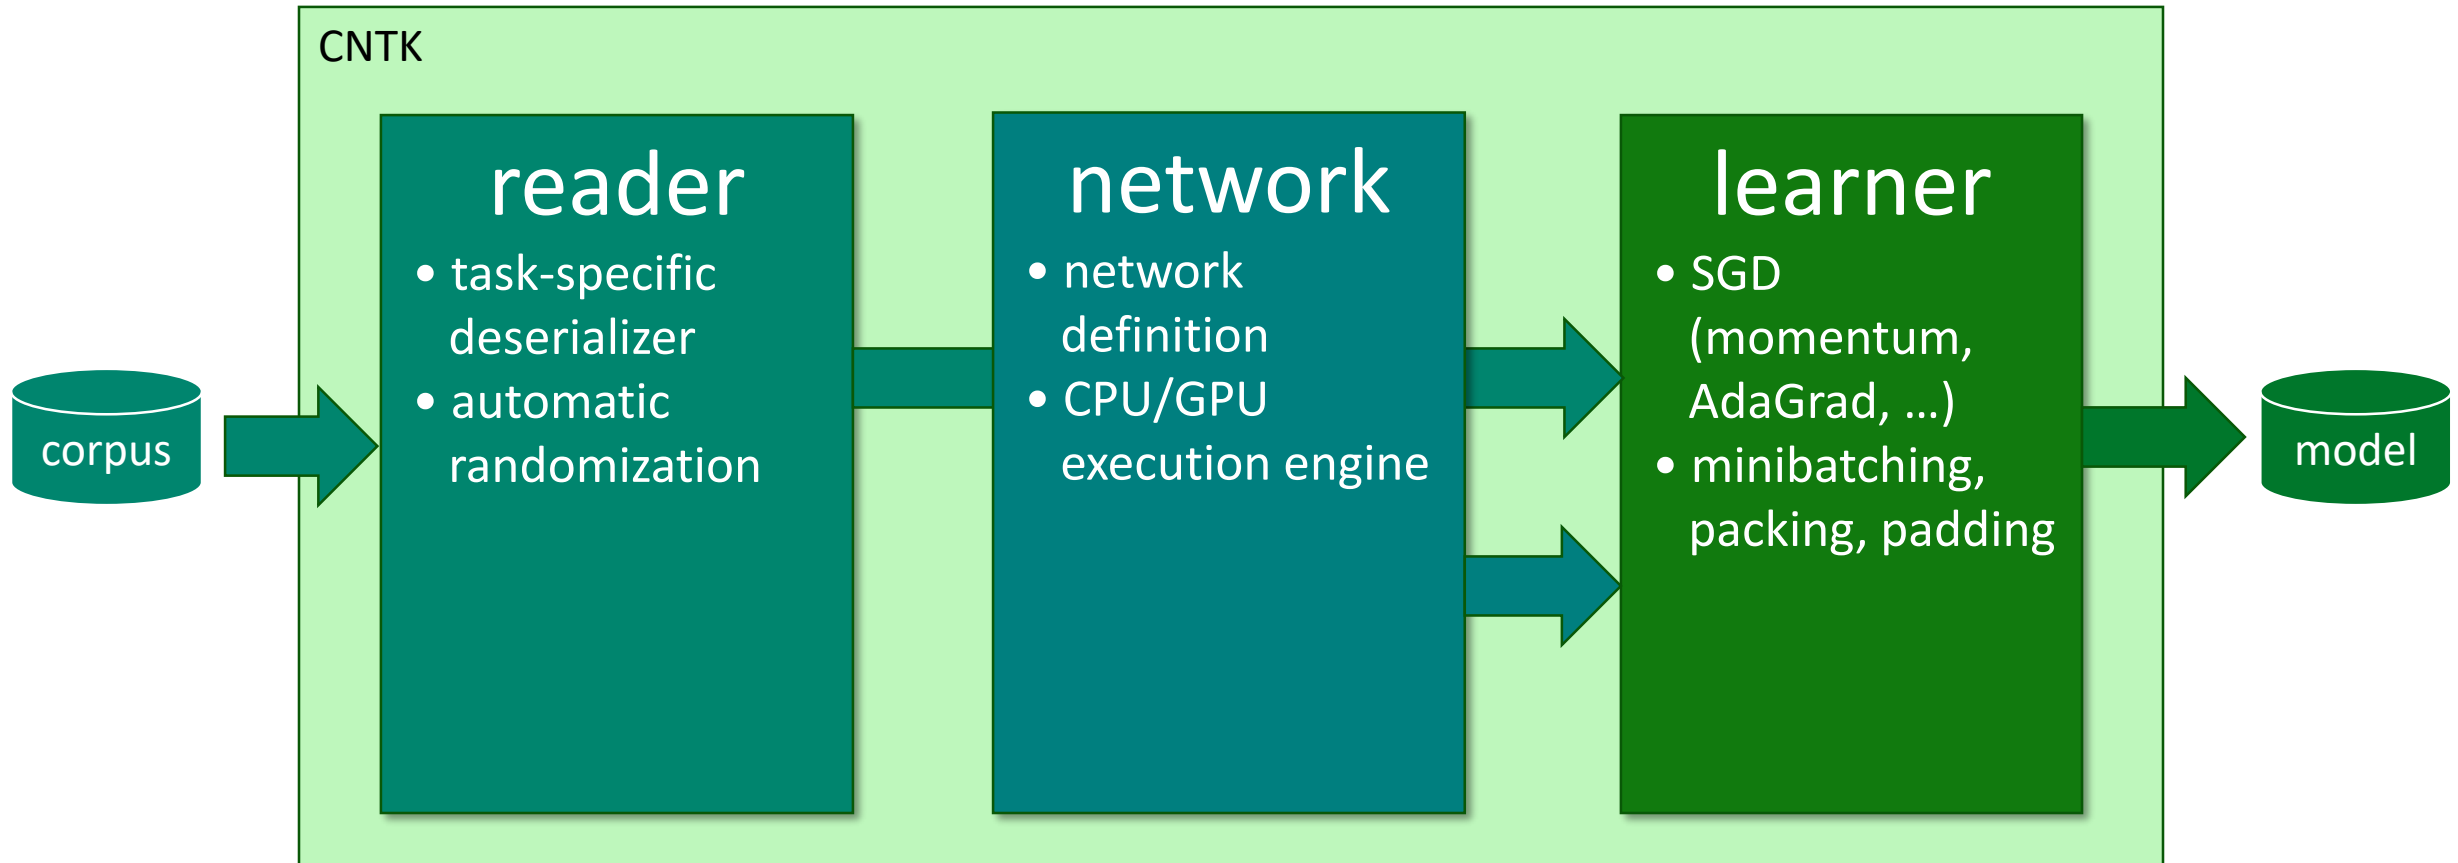 CNTK
corpus
reader
• task-specific
deserializer
• automatic
randomization
network
• network
definition
• CPU/GPU
execution engine
learner
• SGD
(momentum,
AdaGrad, …)
• minibatching,
packing, padding
model